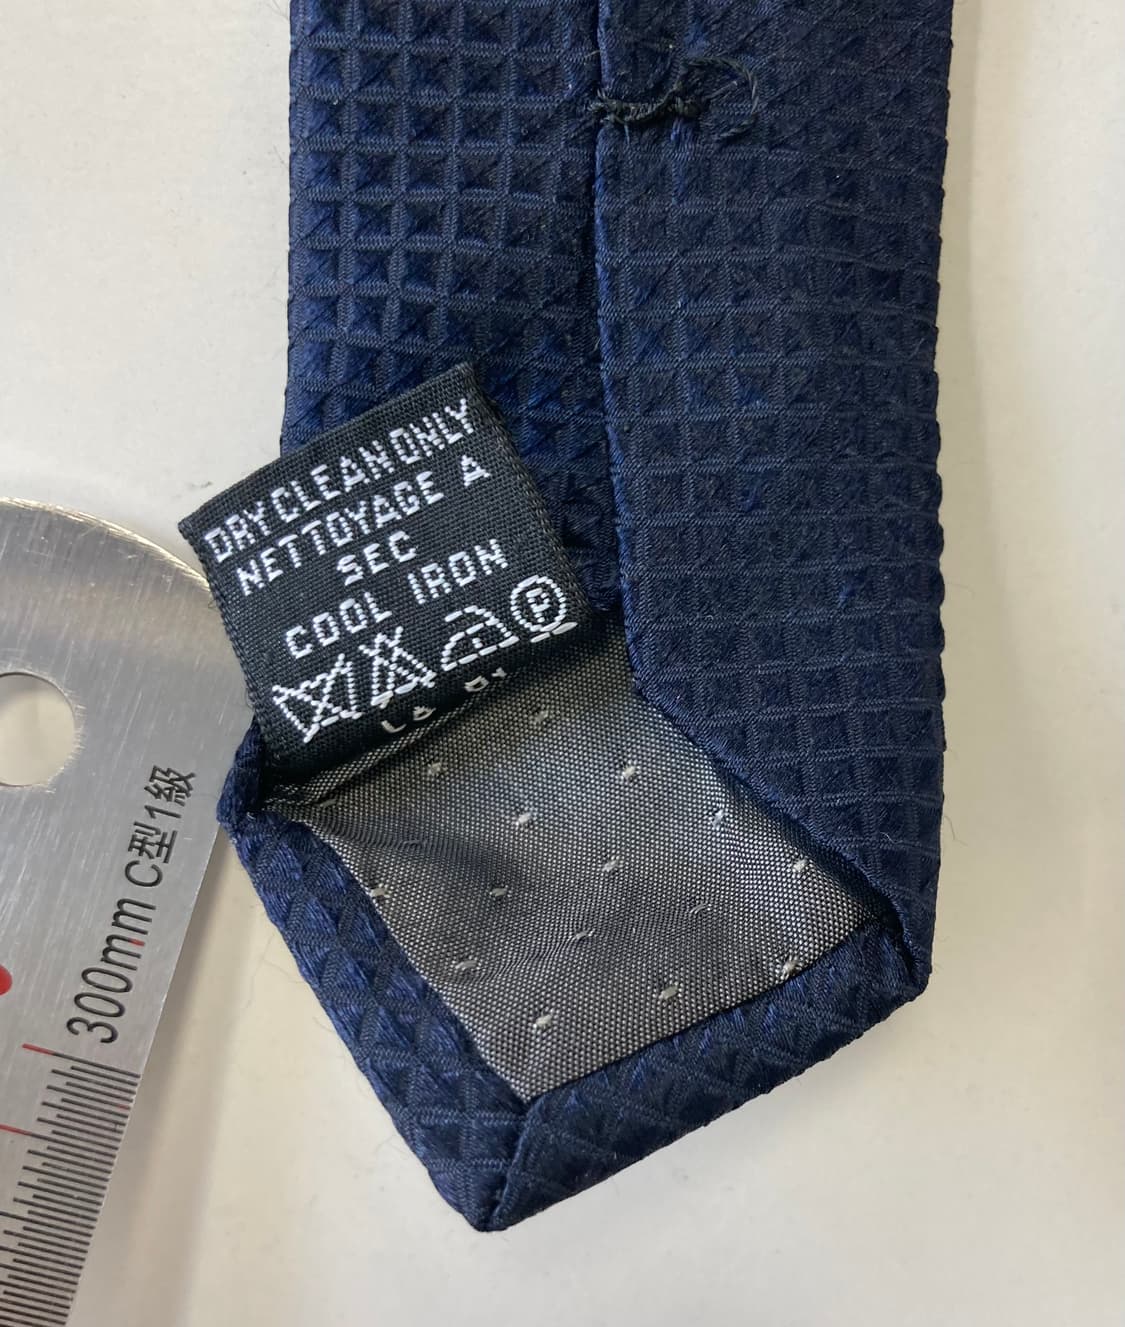 DRY CLEAN ONLY
NETTOYAGE A
SEC
COOL IRON
P
300mm C型1級